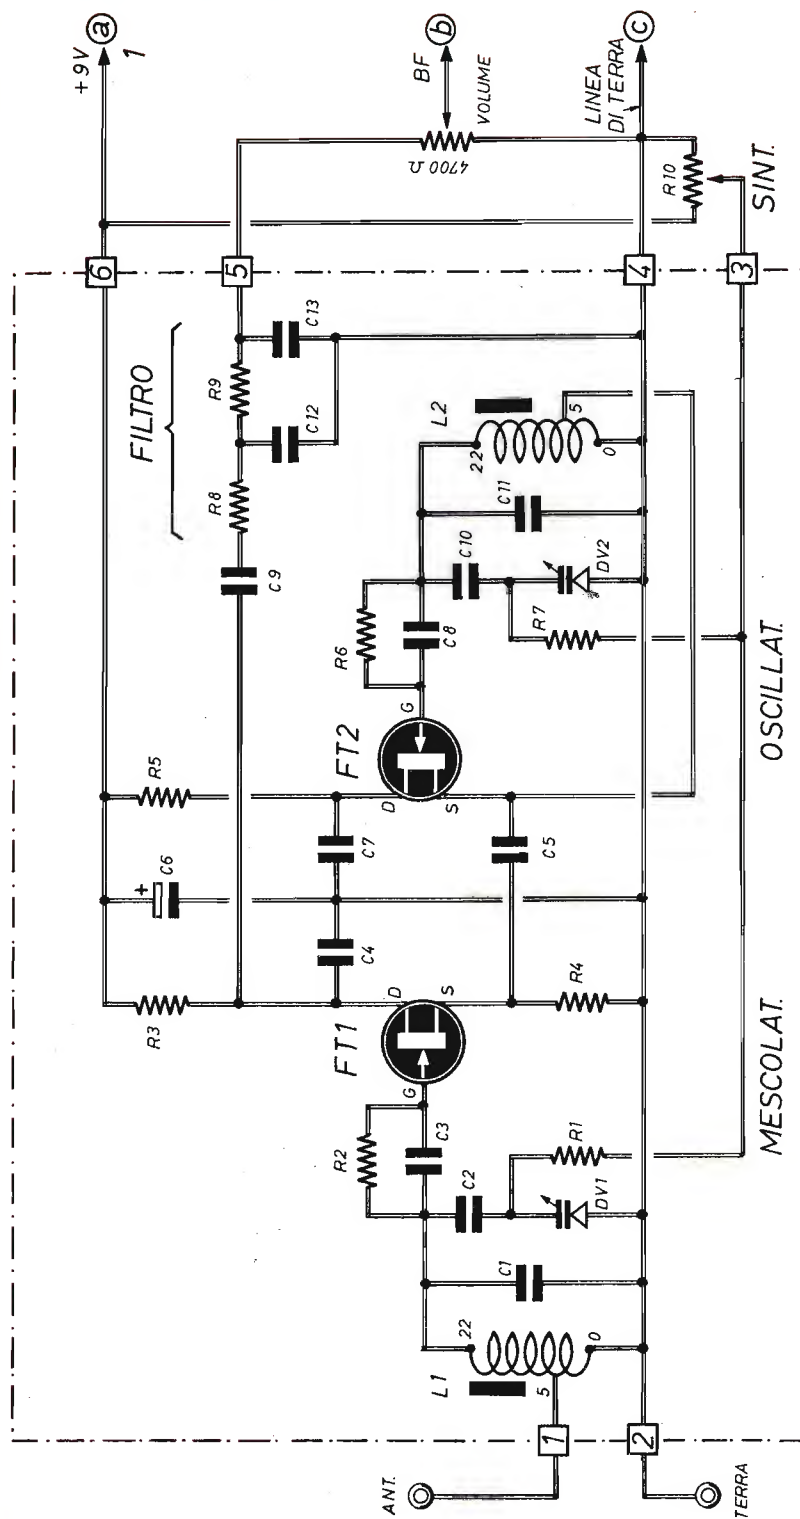 ANT.
TERRA
1
2
L1
22
5
0
C1
C2
DV1
R1
R2
C3
G
FT1
D
S
R3
R4
MESCOLAT.
C4
C5
C6
+
C7
R5
FT2
D
S
G
R6
C8
C10
R7
DV2
C11
L2
22
5
0
OSCILLAT.
C9
R8
R9
C12
C13
FILTRO
6
5
4
3
+9V
1
a
BF
b
VOLUME
4700 Ω
LINEA
DI TERRA
c
R10
SINT.